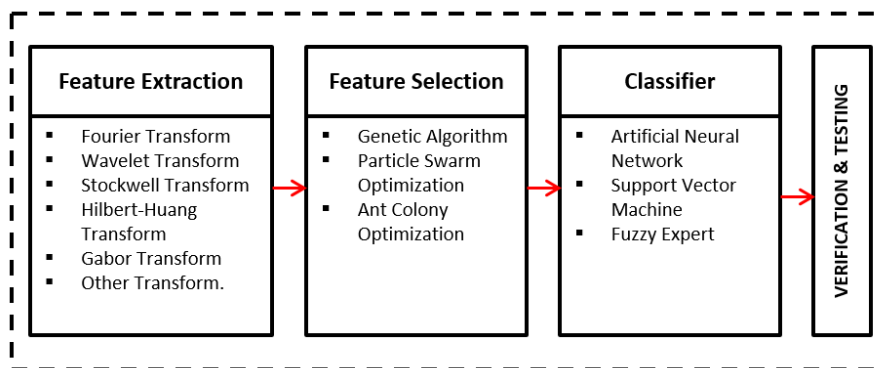 Feature Extraction
▪ Fourier Transform
▪ Wavelet Transform
▪ Stockwell Transform
▪ Hilbert-Huang
Transform
▪ Gabor Transform
▪ Other Transform.
Feature Selection
▪ Genetic Algorithm
▪ Particle Swarm
Optimization
▪ Ant Colony
Optimization
Classifier
▪ Artificial Neural
Network
▪ Support Vector
Machine
▪ Fuzzy Expert
VERIFICATION & TESTING